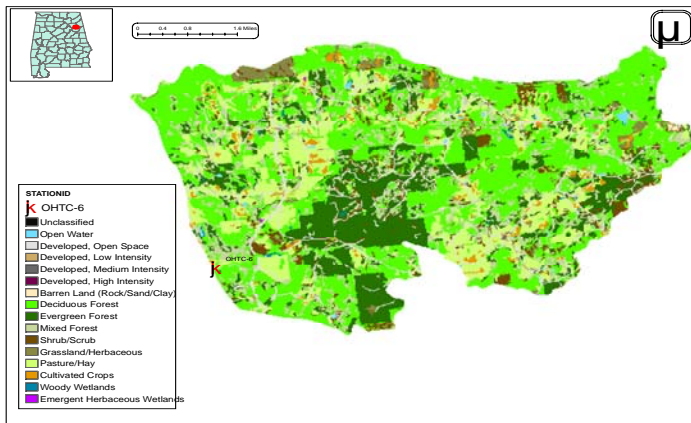 0 0.4 0.8 1.6 Miles
µ
STATIONID
jk OHTC-6
Unclassified
Open Water
Developed, Open Space
Developed, Low Intensity
Developed, Medium Intensity
Developed, High Intensity
Barren Land (Rock/Sand/Clay)
Deciduous Forest
Evergreen Forest
Mixed Forest
Shrub/Scrub
Grassland/Herbaceous
Pasture/Hay
Cultivated Crops
Woody Wetlands
Emergent Herbaceous Wetlands
jk OHTC-6